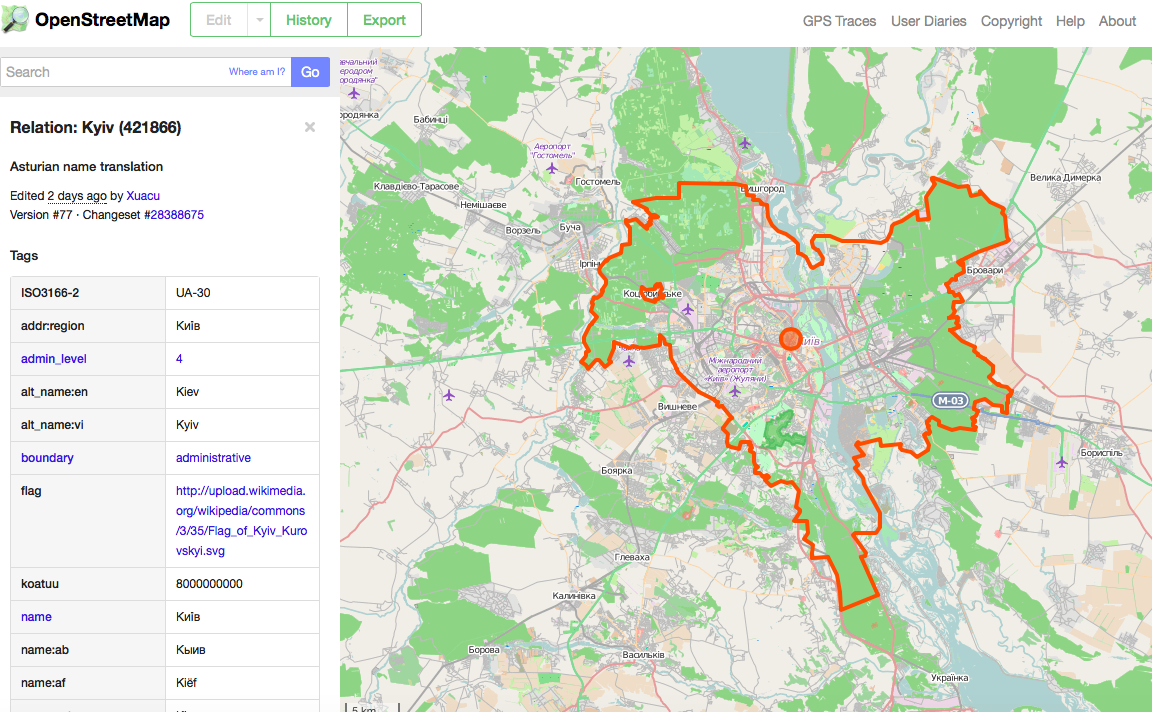 OpenStreetMap
Edit
History
Export
GPS Traces
User Diaries
Copyright
Help
About
Search
Where am I?
Go
Relation: Kyiv (421866)
×
Asturian name translation
Edited 2 days ago by Xuacu
Version #77 · Changeset #28388675
Tags
ISO3166-2 UA-30
addr:region Київ
admin_level 4
alt_name:en Kiev
alt_name:vi Kyiv
boundary administrative
flag http://upload.wikimedia.
org/wikipedia/commons
/3/35/Flag_of_Kyiv_Kuro
vskyi.svg
koatuu 8000000000
name Київ
name:ab Кыив
name:af Kiëf
Бабинці
Аеропорт
"Гостомель"
Гостомель
Вишгород
Велика Димерка
Клавдієво-Тарасове
Немішаєве
Ворзель
Буча
Бровари
Міжнародний
аеропорт
«Київ» (Жуляни)
M-03
Вишневе
Бориспіль
Боярка
Глеваха
Калинівка
Борова
Васильків
Українка
5 km